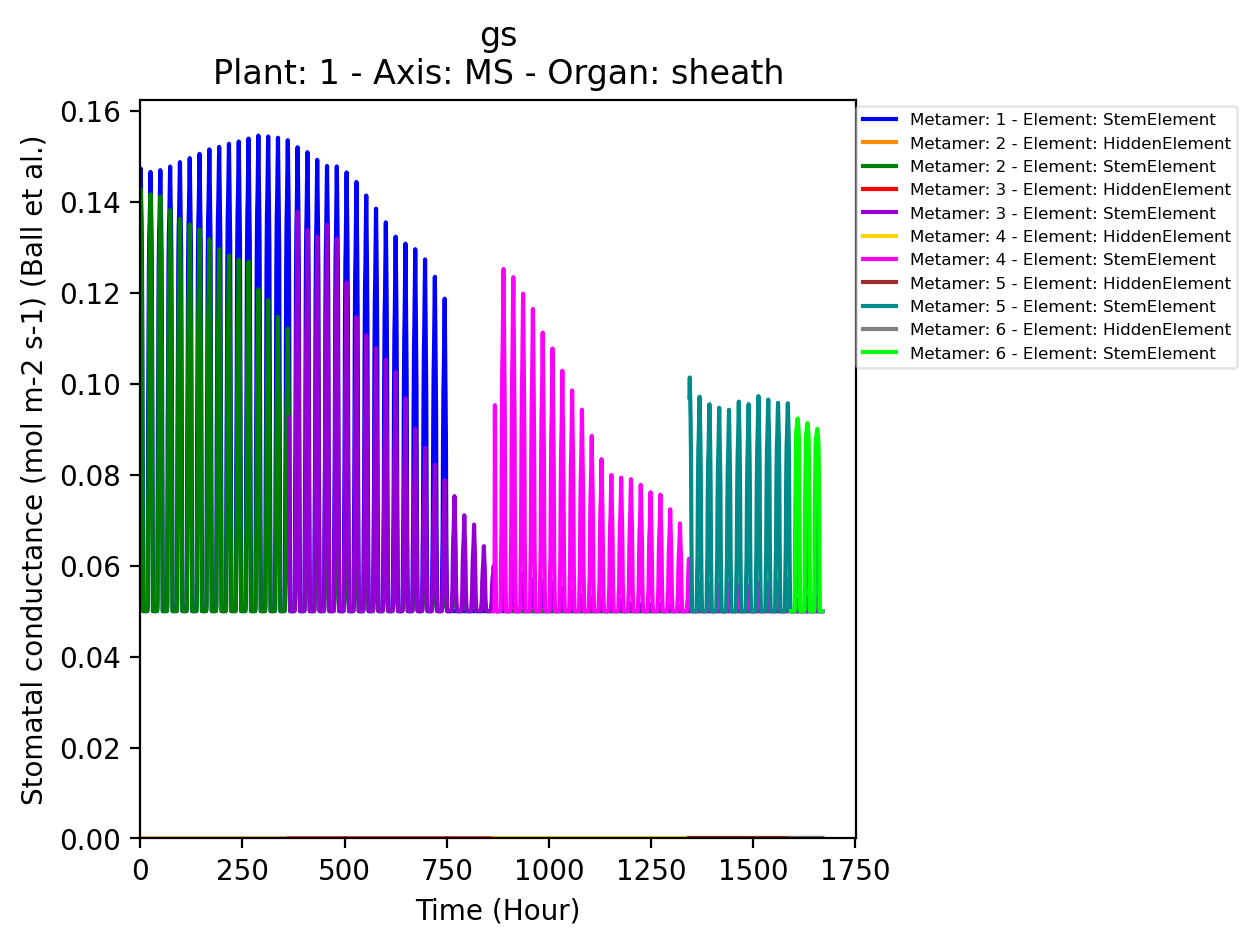 gs
Plant: 1 - Axis: MS - Organ: sheath
Stomatal conductance (mol m-2 s-1) (Ball et al.)
0.16
0.14
0.12
0.10
0.08
0.06
0.04
0.02
0.00
0 250 500 750 1000 1250 1500 1750
Time (Hour)
Metamer: 1 - Element: StemElement
Metamer: 2 - Element: HiddenElement
Metamer: 2 - Element: StemElement
Metamer: 3 - Element: HiddenElement
Metamer: 3 - Element: StemElement
Metamer: 4 - Element: HiddenElement
Metamer: 4 - Element: StemElement
Metamer: 5 - Element: HiddenElement
Metamer: 5 - Element: StemElement
Metamer: 6 - Element: HiddenElement
Metamer: 6 - Element: StemElement